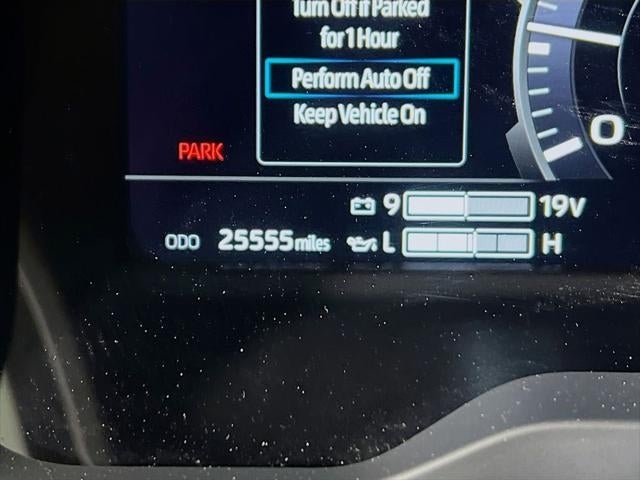 Turn Off if Parked
for 1 Hour
Perform Auto Off
Keep Vehicle On
0
PARK
9 19V
ODO 25555 miles L H